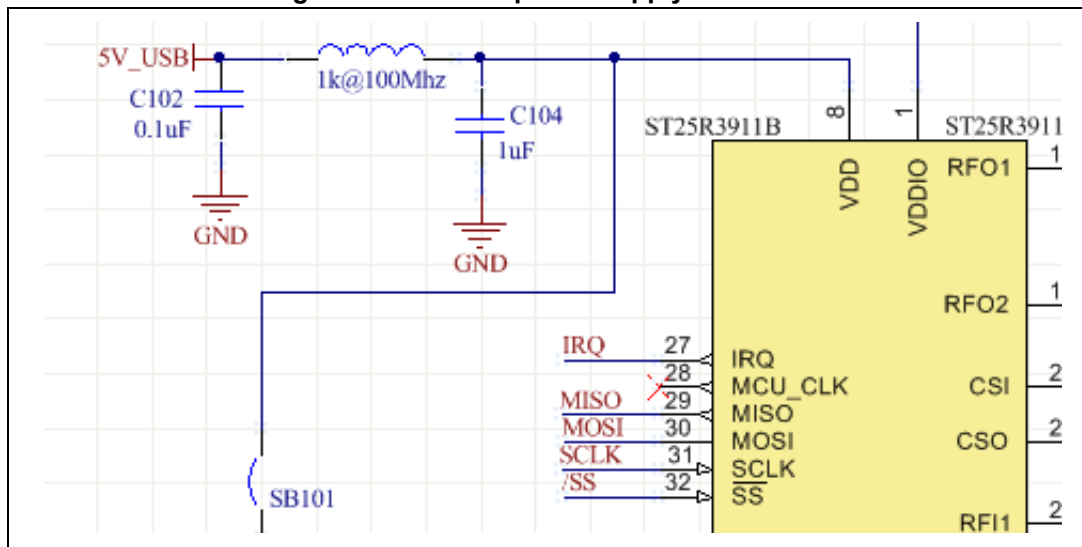 5V_USB
1k@100Mhz
C102
0.1uF
C104
1uF
GND
GND
SB101
ST25R3911B
ST25R3911
8
1
VDD
VDDIO
RFO1
1
RFO2
1
IRQ
27
IRQ
28
MCU_CLK
CSI
2
MISO
29
MISO
MOSI
30
MOSI
CSO
2
SCLK
31
SCLK
/SS
32
SS
RFI1
2